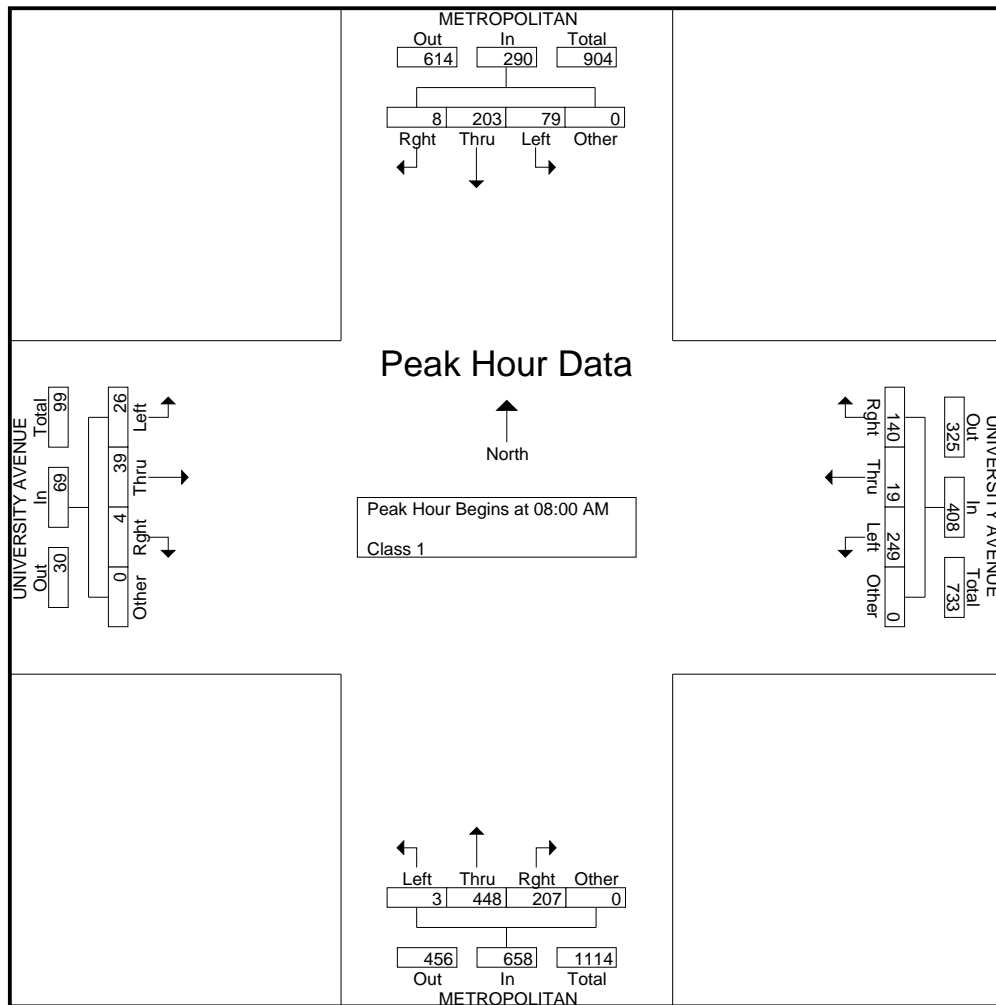 METROPOLITAN
Out In Total
614 290 904
8 203 79 0
Rght Thru Left Other
Peak Hour Data
North
Peak Hour Begins at 08:00 AM
Class 1
UNIVERSITY AVENUE
Total In Out
99 69 30
26 39 4 0
Left Thru Rght Other
UNIVERSITY AVENUE
Out In Total
325 408 733
140 19 249 0
Rght Thru Left Other
Left Thru Rght Other
3 448 207 0
456 658 1114
Out In Total
METROPOLITAN